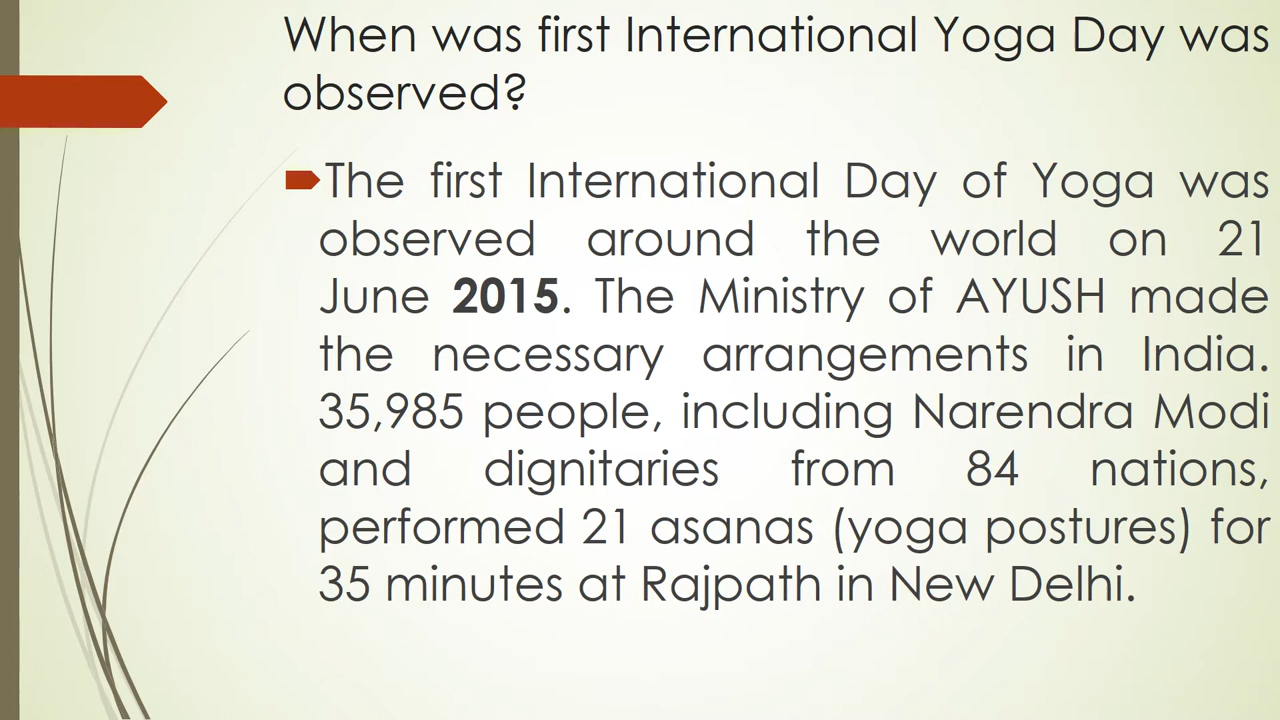 When was first International Yoga Day was
observed?
The first International Day of Yoga was
observed around the world on 21
June 2015. The Ministry of AYUSH made
the necessary arrangements in India.
35,985 people, including Narendra Modi
and dignitaries from 84 nations,
performed 21 asanas (yoga postures) for
35 minutes at Rajpath in New Delhi.